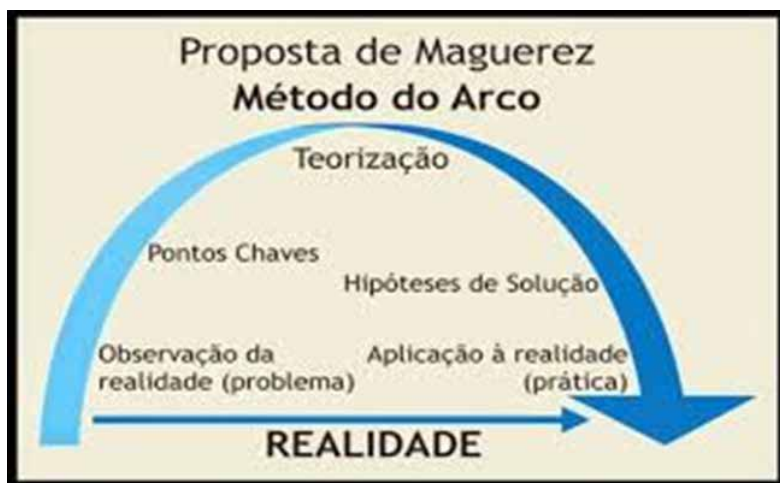 Proposta de Maguerez
Método do Arco
Teorização
Pontos Chaves
Hipóteses de Solução
Observação da
realidade (problema)
Aplicação à realidade
(prática)
REALIDADE